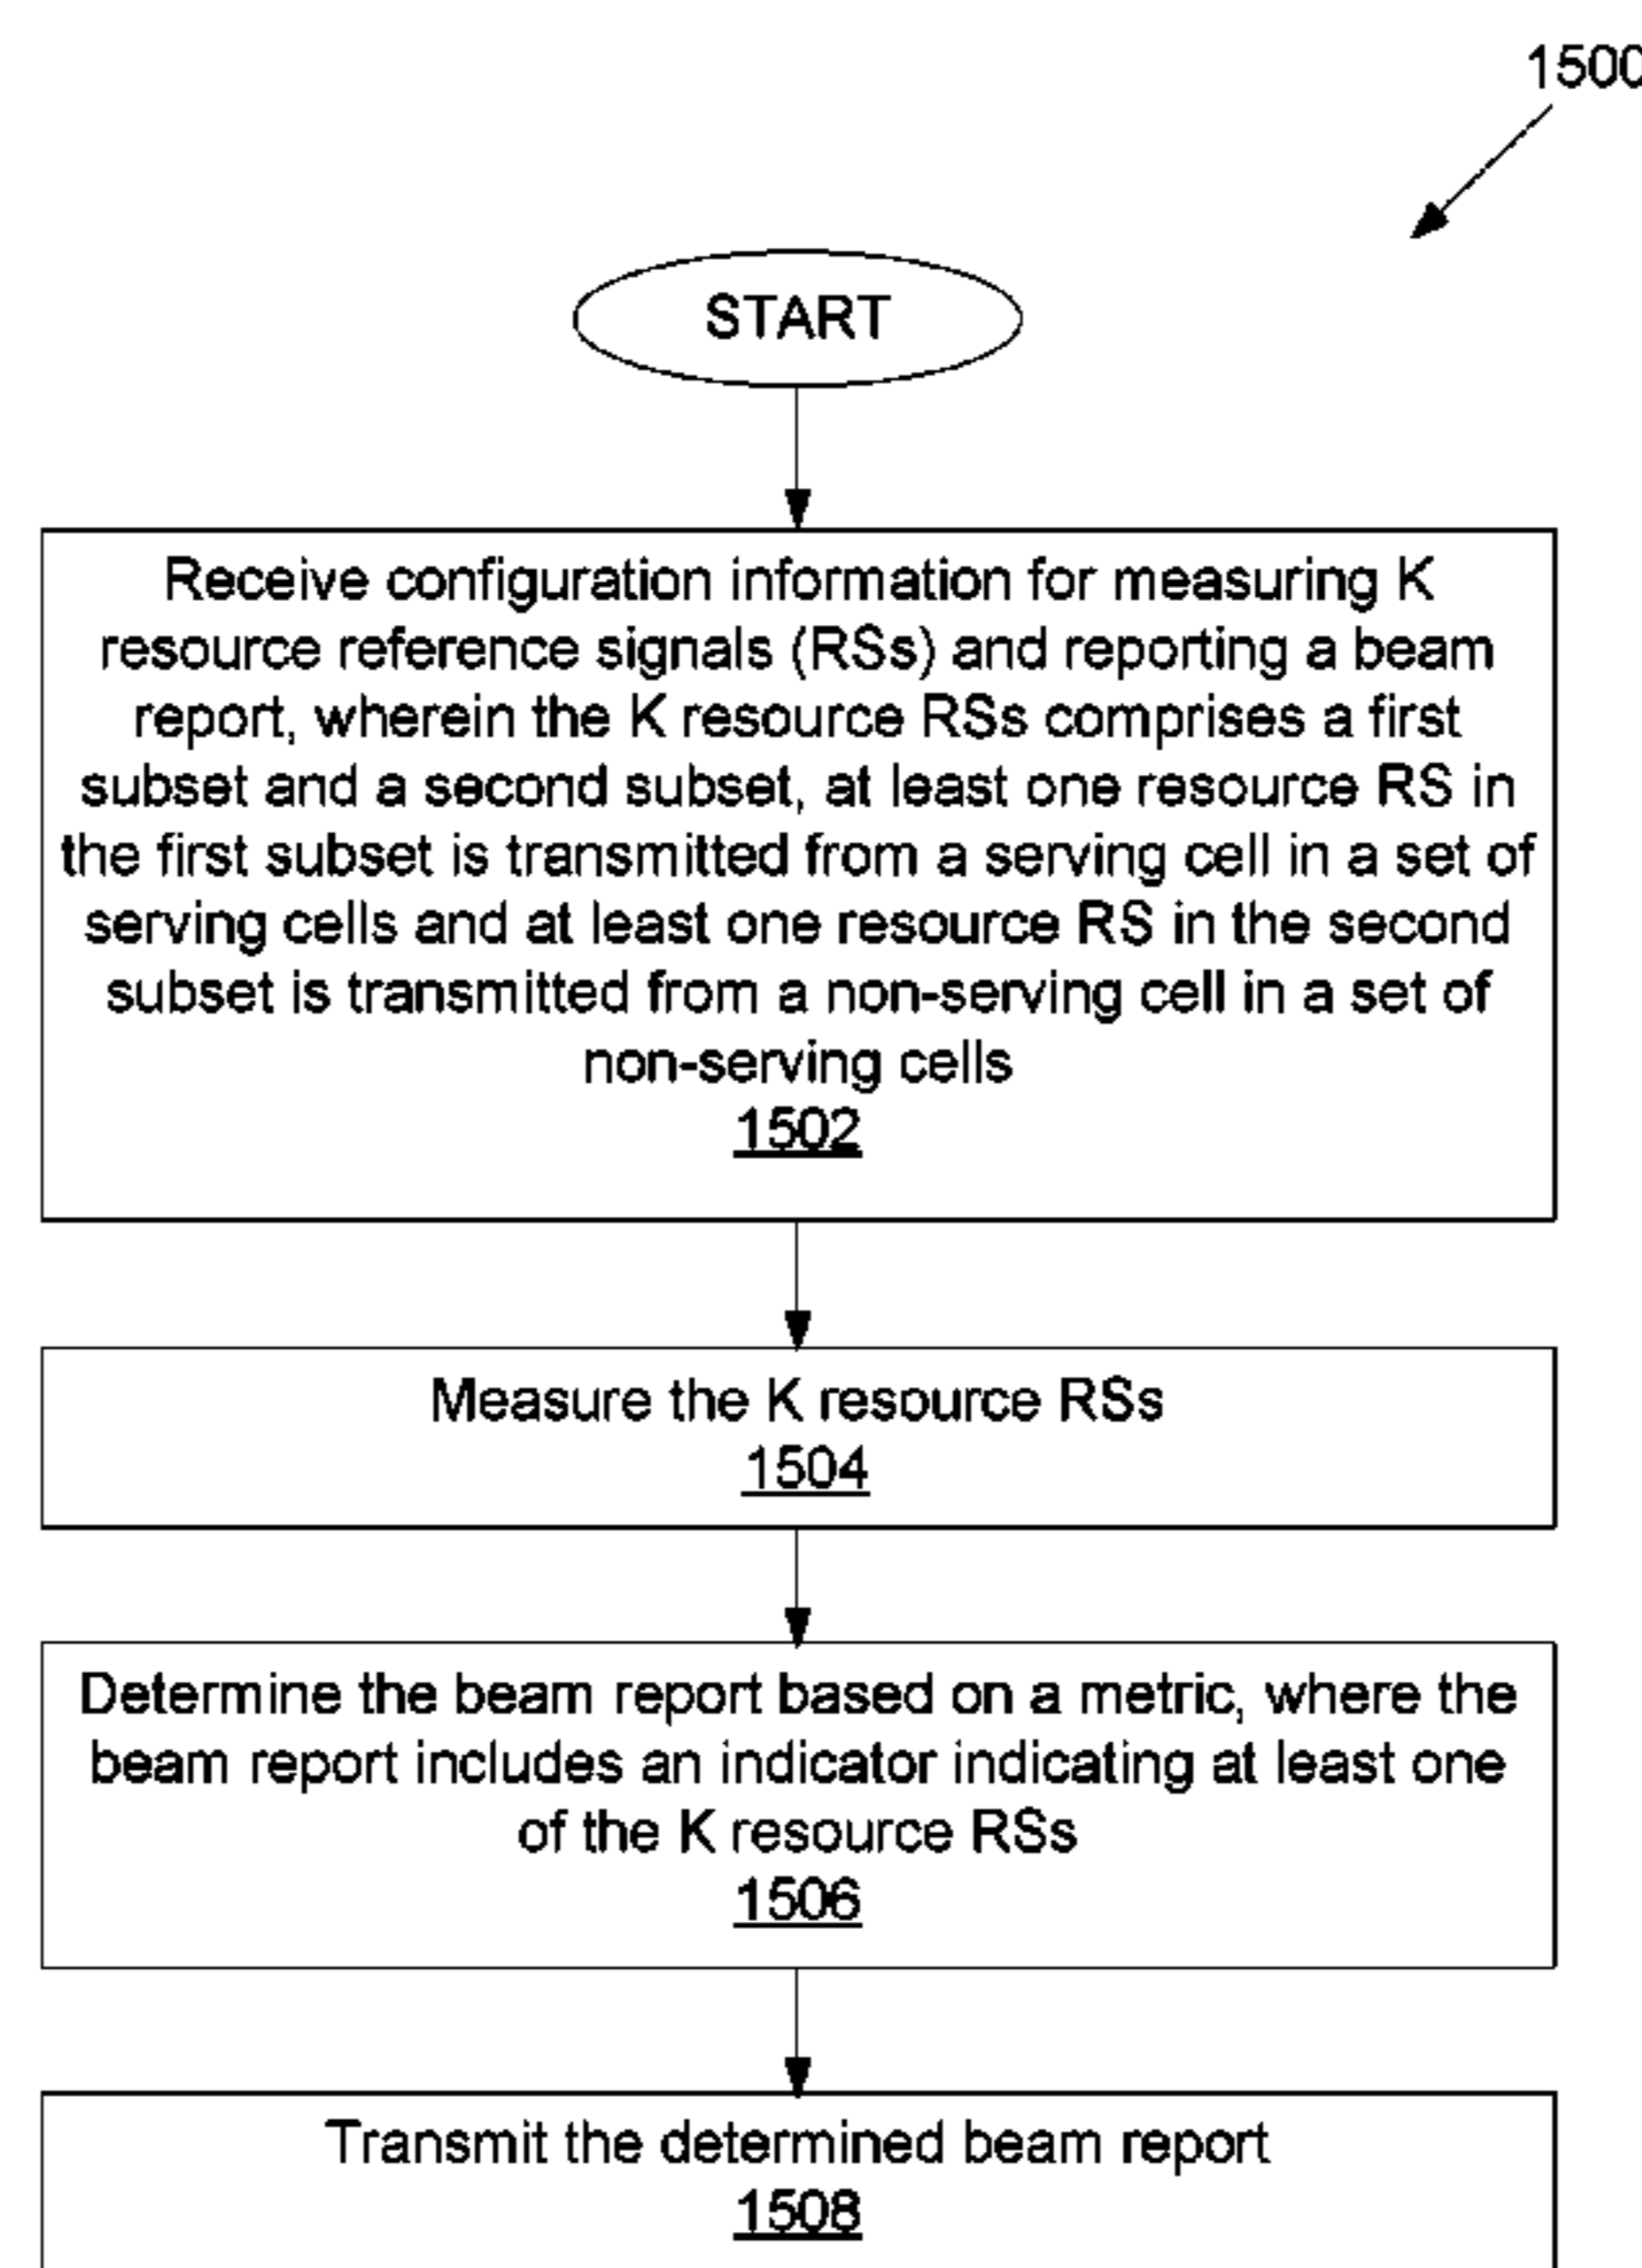 1500
START
Receive configuration information for measuring K
resource reference signals (RSs) and reporting a beam
report, wherein the K resource RSs comprises a first
subset and a second subset, at least one resource RS in
the first subset is transmitted from a serving cell in a set of
serving cells and at least one resource RS in the second
subset is transmitted from a non-serving cell in a set of
non-serving cells
1502
Measure the K resource RSs
1504
Determine the beam report based on a metric, where the
beam report includes an indicator indicating at least one
of the K resource RSs
1506
Transmit the determined beam report
1508